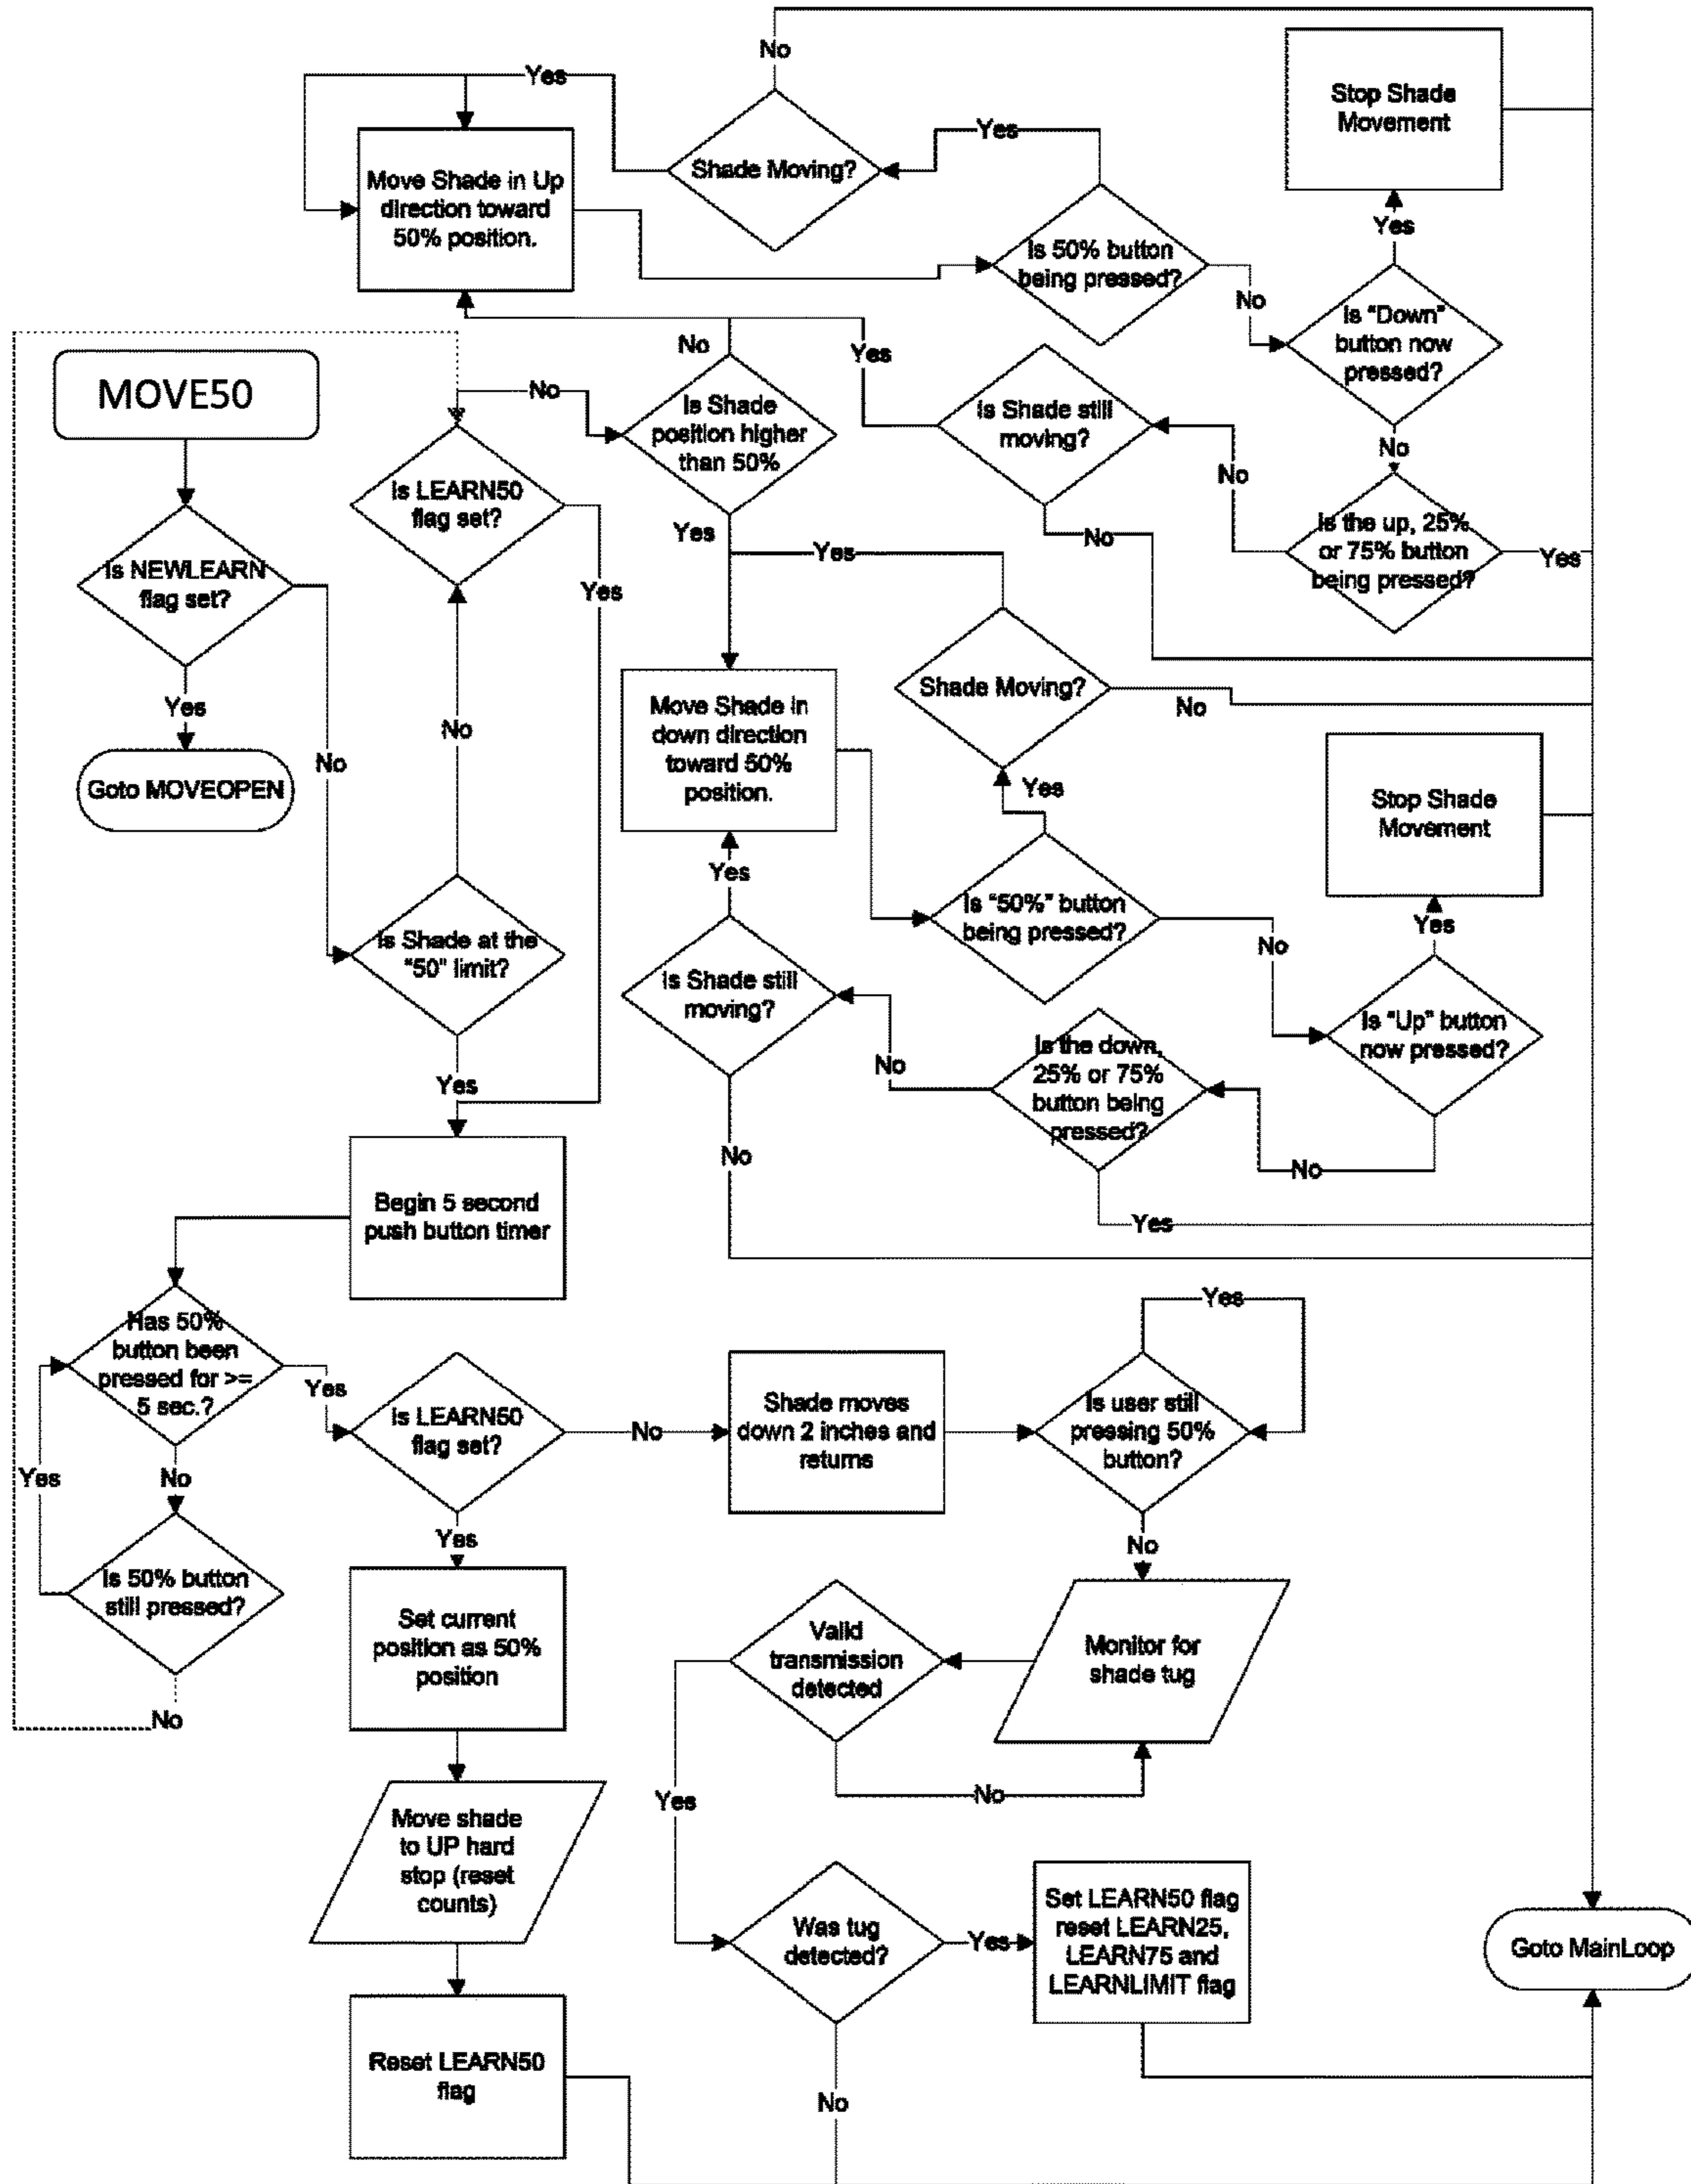 No
Yes
Stop Shade
Movement
Yes
Shade Moving?
Move Shade in Up
direction toward
50% position.
Yes
Is 50% button
being pressed?
No
Is "Down"
button now
pressed?
No
Yes
MOVE50
No
Is Shade
position higher
than 50%
Is Shade still
moving?
No
No
Is LEARN50
flag set?
Is the up, 25%
or 75% button
being pressed?
Yes
Yes
Yes
No
Is NEWLEARN
flag set?
Yes
Shade Moving?
No
Yes
Move Shade in
down direction
toward 50%
position.
No
No
Goto MOVEOPEN
Yes
Stop Shade
Movement
Yes
Is "50%" button
being pressed?
Yes
No
Is Shade at the
"50" limit?
Is Shade still
moving?
Is "Up" button
now pressed?
Is the down,
25% or 75%
button being
pressed?
No
Yes
No
No
Begin 5 second
push button timer
Yes
Yes
Has 50%
button been
pressed for >=
5 sec.?
Yes
Is LEARN50
flag set?
No
Shade moves
down 2 inches and
returns
Is user still
pressing 50%
button?
Yes
No
Yes
No
Is 50% button
still pressed?
Set current
position as 50%
position
Valid
transmission
detected
Monitor for
shade tug
No
No
Yes
Move shade
to UP hard
stop (reset
counts)
Was tug
detected?
Yes
Set LEARN50 flag
reset LEARN25,
LEARN75 and
LEARNLIMIT flag
Goto MainLoop
Reset LEARN50
flag
No